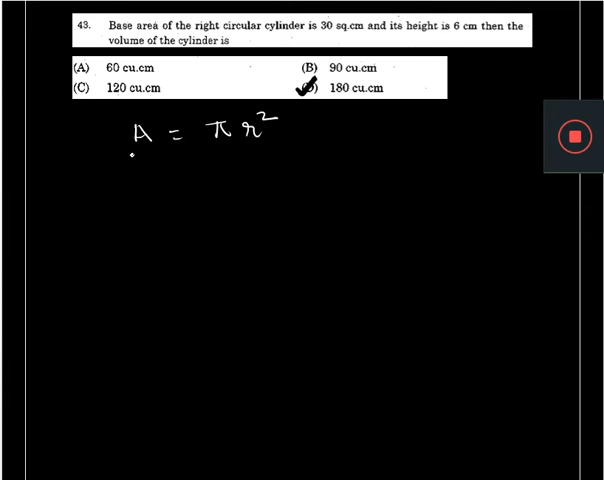 43. Base area of the right circular cylinder is 30 sq.cm and its height is 6 cm then the
volume of the cylinder is
(A) 60 cu.cm (B) 90 cu.cm
(C) 120 cu.cm 180 cu.cm
A = πr²